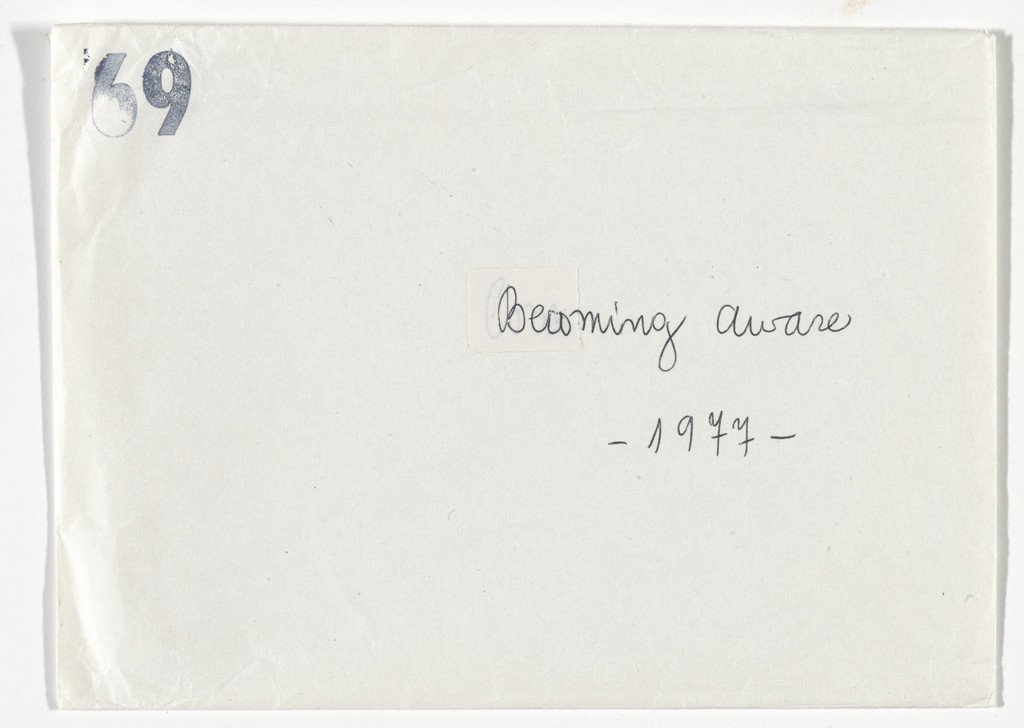 69
Becoming aware
- 1977 -